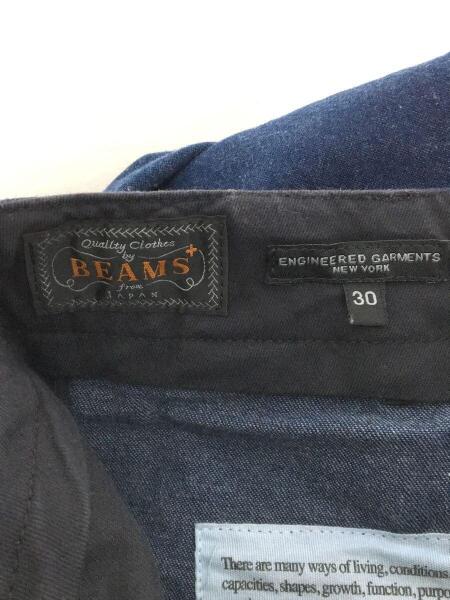 Quality Clothes
by
BEAMS+
from
JAPAN
ENGINEERED GARMENTS
NEW YORK
30
There are many ways of living, conditions
capacities, shapes, growth, function, purpo